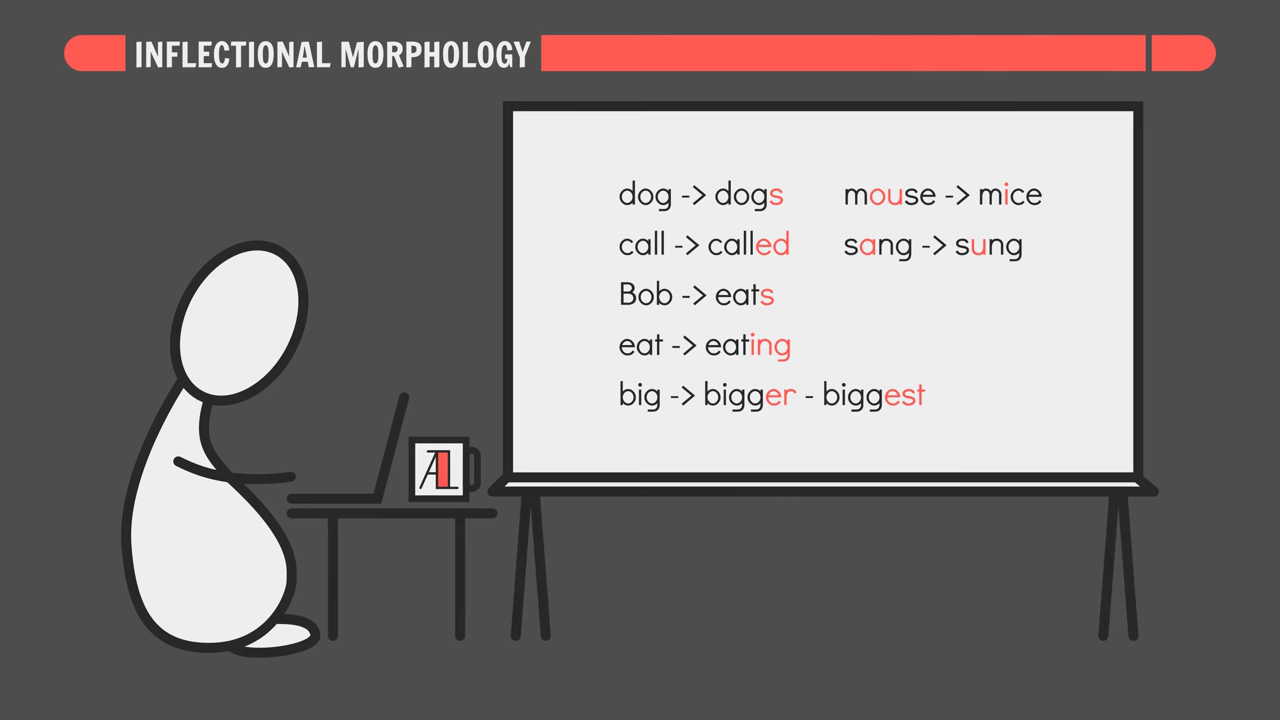 INFLECTIONAL MORPHOLOGY
dog -> dogs
call -> called
Bob -> eats
eat -> eating
big -> bigger - biggest
mouse -> mice
sang -> sung
AL